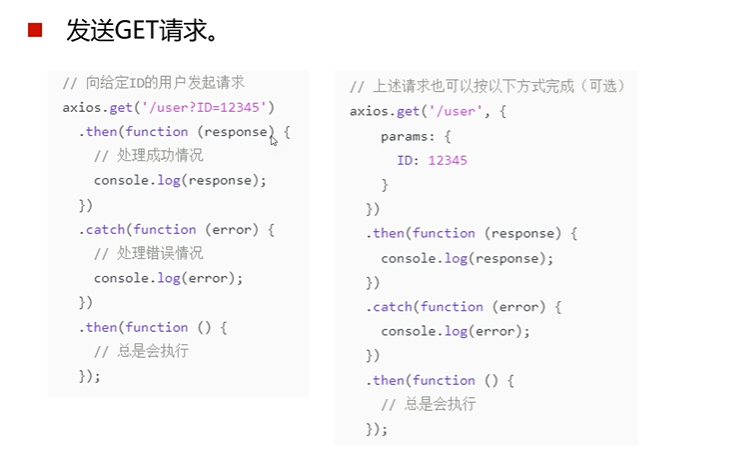 发送GET请求。
// 向给定ID的用户发起请求
axios.get('/user?ID=12345')
  .then(function (response) {
    // 处理成功情况
    console.log(response);
  })
  .catch(function (error) {
    // 处理错误情况
    console.log(error);
  })
  .then(function () {
    // 总是会执行
  });
// 上述请求也可以按以下方式完成（可选）
axios.get('/user', {
    params: {
      ID: 12345
    }
  })
  .then(function (response) {
    console.log(response);
  })
  .catch(function (error) {
    console.log(error);
  })
  .then(function () {
    // 总是会执行
  });